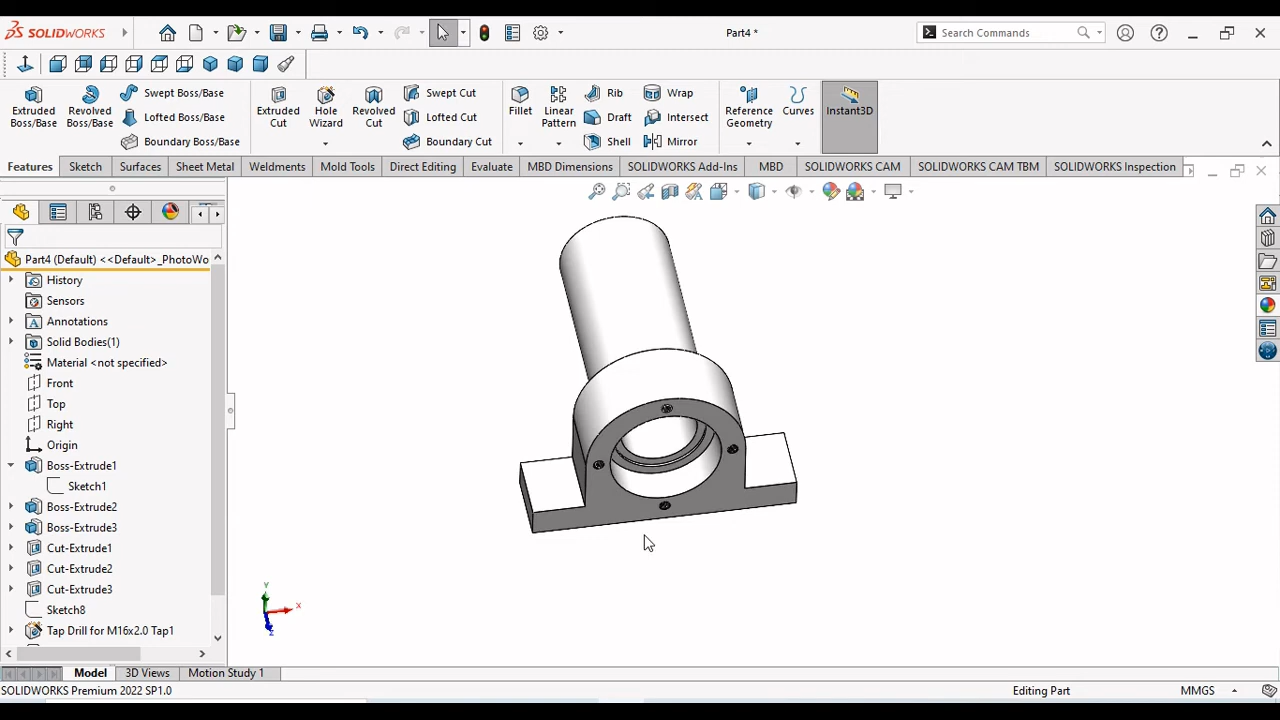 SOLIDWORKS
Part4 *
Search Commands
Extruded Boss/Base
Revolved Boss/Base
Swept Boss/Base
Lofted Boss/Base
Boundary Boss/Base
Extruded Cut
Hole Wizard
Revolved Cut
Swept Cut
Lofted Cut
Boundary Cut
Fillet
Linear Pattern
Rib
Draft
Shell
Wrap
Intersect
Mirror
Reference Geometry
Curves
Instant3D
Features Sketch Surfaces Sheet Metal Weldments Mold Tools Direct Editing Evaluate MBD Dimensions SOLIDWORKS Add-Ins MBD SOLIDWORKS CAM SOLIDWORKS CAM TBM SOLIDWORKS Inspection
Part4 (Default) <<Default>_PhotoWo
History
Sensors
Annotations
Solid Bodies(1)
Material <not specified>
Front
Top
Right
Origin
Boss-Extrude1
Sketch1
Boss-Extrude2
Boss-Extrude3
Cut-Extrude1
Cut-Extrude2
Cut-Extrude3
Sketch8
Tap Drill for M16x2.0 Tap1
Y
X
Z
Model 3D Views Motion Study 1
SOLIDWORKS Premium 2022 SP1.0 Editing Part MMGS